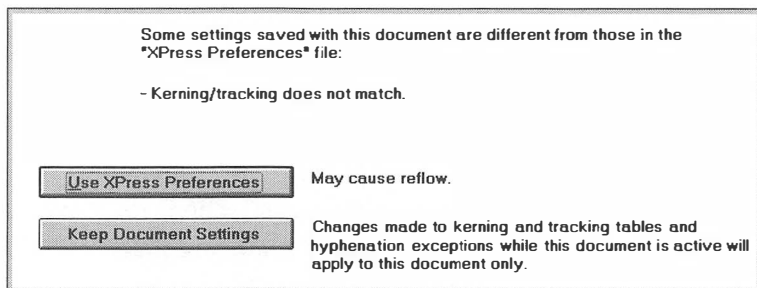 Some settings saved with this document are different from those in the
"XPress Preferences" file:
- Kerning/tracking does not match.
Use XPress Preferences May cause reflow.
Keep Document Settings Changes made to kerning and tracking tables and
hyphenation exceptions while this document is active will
apply to this document only.